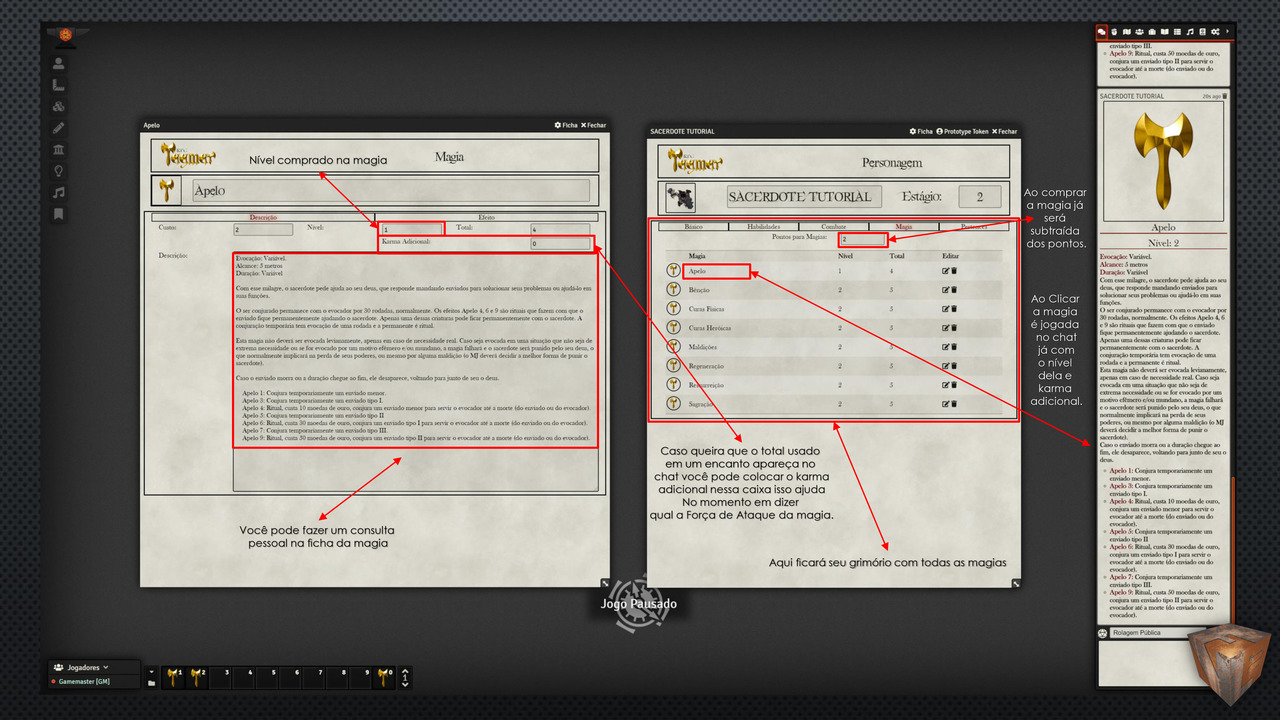 Apelo
Ficha
Fechar
Tagmar
Magia
Nível comprado na magia
Apelo
Descrição
Efeito
Custo:
2
Nível:
1
Total:
4
Karma Adicional:
0
Descrição:
Evocação: Variável.
Alcance: 5 metros
Duração: Variável
Com esse milagre, o sacerdote pede ajuda ao seu deus, que responde mandando enviados para solucionar seus problemas ou ajudá-lo em
suas funções.
O ser conjurado permanece com o evocador por 30 rodadas, normalmente. Os efeitos Apelo 4, 6 e 9 são rituais que fazem com que o
enviado fique permanentemente ajudando o sacerdote. Apenas uma dessas criaturas pode ficar permanentemente com o sacerdote. A
conjuração temporária tem evocação de uma rodada e a permanente é ritual.
Esta magia não deverá ser evocada levianamente, apenas em caso de necessidade real. Caso seja evocada em uma situação que não seja de
extrema necessidade ou se for evocado por um motivo efêmero e/ou mundano, a magia falhará e o sacerdote será punido pelo seu deus, o
que normalmente implicará na perda de seus poderes, ou mesmo por alguma maldição (o MJ deverá decidir a melhor forma de punir o
sacerdote).
Caso o enviado morra ou a duração chegue ao fim, ele desaparece, voltando para junto de seu o deus.
Apelo 1: Conjura temporariamente um enviado menor.
Apelo 3: Conjura temporariamente um enviado tipo I.
Apelo 4: Ritual, custa 10 moedas de ouro, conjura um enviado menor para servir o evocador até a morte (do enviado ou do evocador).
Apelo 5: Conjura temporariamente um enviado tipo II
Apelo 6: Ritual, custa 30 moedas de ouro, conjura um enviado tipo I para servir o evocador até a morte (do enviado ou do evocador).
Apelo 7: Conjura temporariamente um enviado tipo III.
Apelo 9: Ritual, custa 50 moedas de ouro, conjura um enviado tipo II para servir o evocador até a morte (do enviado ou do evocador).
Você pode fazer um consulta
pessoal na ficha da magia
SACERDOTE TUTORIAL
Ficha
Prototype Token
Fechar
Tagmar
Personagem
SACERDOTE TUTORIAL
Estágio:
2
Básico
Habilidades
Combate
Magia
Pertences
Pontos para Magias:
2
Magia Nível Total Editar
Apelo 1 4
Bênção 2 5
Curas Físicas 2 5
Curas Heróicas 2 5
Maldições 2 5
Regeneração 2 5
Ressurreição 2 5
Sagração 2 5
Caso queira que o total usado
em um encanto apareça no
chat você pode colocar o karma
adicional nessa caixa isso ajuda
No momento em dizer
qual a Força de Ataque da magia.
Aqui ficará seu grimório com todas as magias
Ao comprar
a magia já
será
subtraída
dos pontos.
Ao Clicar
a magia
é jogada
no chat
já com
o nível
dela e
karma
adicional.
enviado tipo III.
Apelo 9: Ritual, custa 50 moedas de ouro,
conjura um enviado tipo II para servir o
evocador até a morte (do enviado ou do
evocador).
SACERDOTE TUTORIAL
20s ago
Apelo
Nível: 2
Evocação: Variável.
Alcance: 5 metros
Duração: Variável
Com esse milagre, o sacerdote pede ajuda ao seu
deus, que responde mandando enviados para
solucionar seus problemas ou ajudá-lo em suas
funções.
O ser conjurado permanece com o evocador por
30 rodadas, normalmente. Os efeitos Apelo 4, 6
e 9 são rituais que fazem com que o enviado
fique permanentemente ajudando o sacerdote.
Apenas uma dessas criaturas pode ficar
permanentemente com o sacerdote. A
conjuração temporária tem evocação de uma
rodada e a permanente é ritual.
Esta magia não deverá ser evocada levianamente,
apenas em caso de necessidade real. Caso seja
evocada em uma situação que não seja de
extrema necessidade ou se for evocado por um
motivo efêmero e/ou mundano, a magia falhará
e o sacerdote será punido pelo seu deus, o que
normalmente implicará na perda de seus
poderes, ou mesmo por alguma maldição (o MJ
deverá decidir a melhor forma de punir o
sacerdote).
Caso o enviado morra ou a duração chegue ao
fim, ele desaparece, voltando para junto de seu o
deus.
Apelo 1: Conjura temporariamente um
enviado menor.
Apelo 3: Conjura temporariamente um
enviado tipo I.
Apelo 4: Ritual, custa 10 moedas de ouro,
conjura um enviado menor para servir o
evocador até a morte (do enviado ou do
evocador).
Apelo 5: Conjura temporariamente um
enviado tipo II
Apelo 6: Ritual, custa 30 moedas de ouro,
conjura um enviado tipo I para servir o
evocador até a morte (do enviado ou do
evocador).
Apelo 7: Conjura temporariamente um
enviado tipo III.
Apelo 9: Ritual, custa 50 moedas de ouro,
conjura um enviado tipo II para servir o
evocador até a morte (do enviado ou do
evocador).
Rolagem Pública
Jogo Pausado
Jogadores
Gamemaster [GM]
1 2 3 4 5 6 7 8 9 0
1